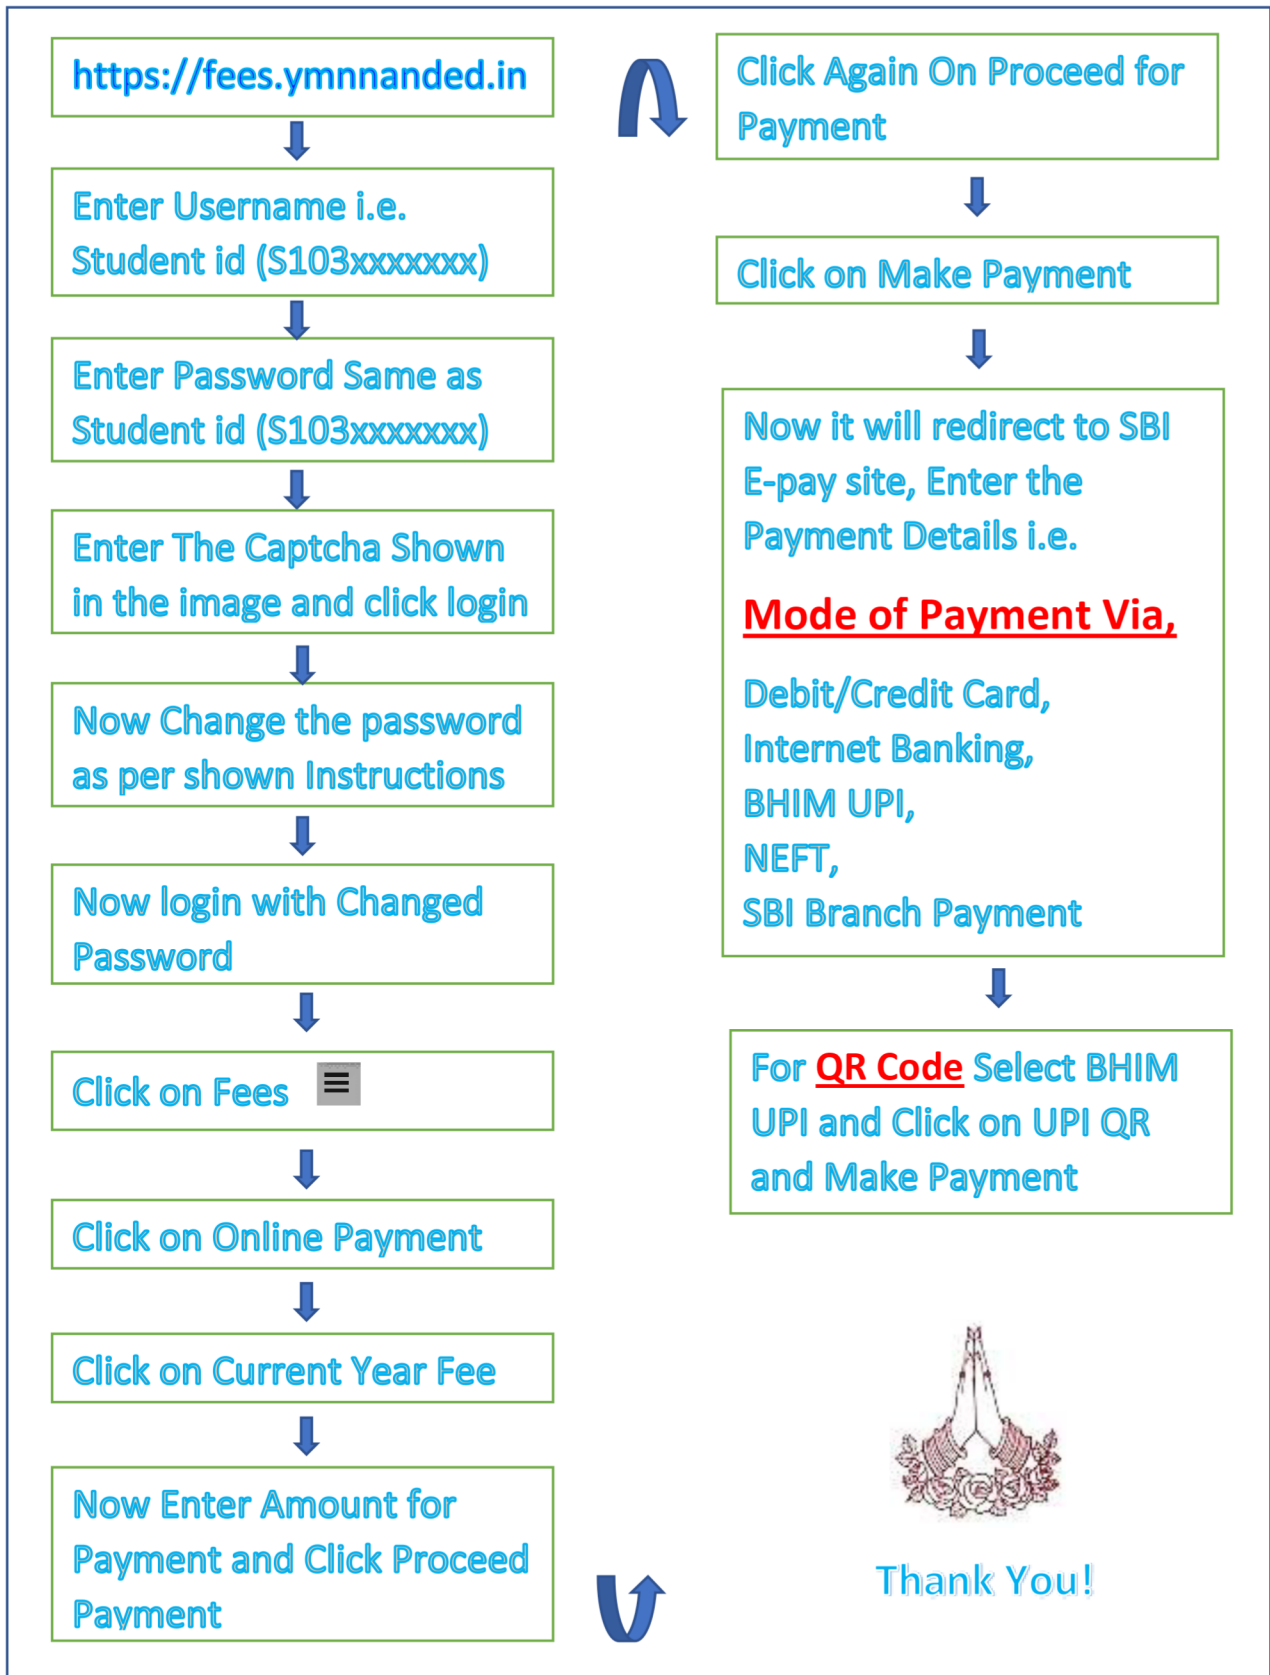 https://fees.ymnnanded.in
Enter Username i.e.
Student id (S103xxxxxxx)
Enter Password Same as
Student id (S103xxxxxxx)
Enter The Captcha Shown
in the image and click login
Now Change the password
as per shown Instructions
Now login with Changed
Password
Click on Fees
Click on Online Payment
Click on Current Year Fee
Now Enter Amount for
Payment and Click Proceed
Payment
Click Again On Proceed for
Payment
Click on Make Payment
Now it will redirect to SBI
E-pay site, Enter the
Payment Details i.e.
Mode of Payment Via,
Debit/Credit Card,
Internet Banking,
BHIM UPI,
NEFT,
SBI Branch Payment
For QR Code Select BHIM
UPI and Click on UPI QR
and Make Payment
Thank You!